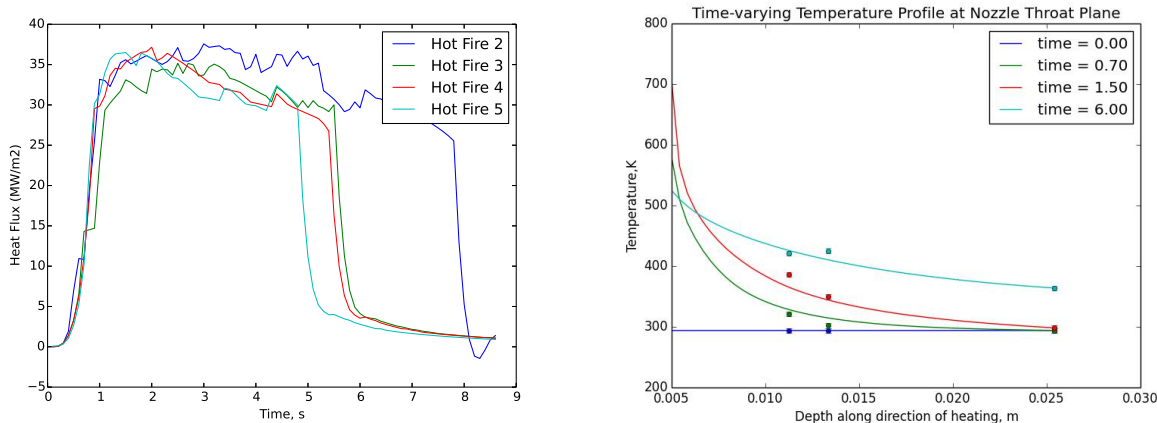 40
35
30
25
20
15
10
5
0
−5
0 1 2 3 4 5 6 7 8 9
Heat Flux (MW/m2)
Time, s
Hot Fire 2
Hot Fire 3
Hot Fire 4
Hot Fire 5
Time-varying Temperature Profile at Nozzle Throat Plane
800
700
600
500
400
300
200
0.005 0.010 0.015 0.020 0.025 0.030
Temperature,K
Depth along direction of heating, m
time = 0.00
time = 0.70
time = 1.50
time = 6.00